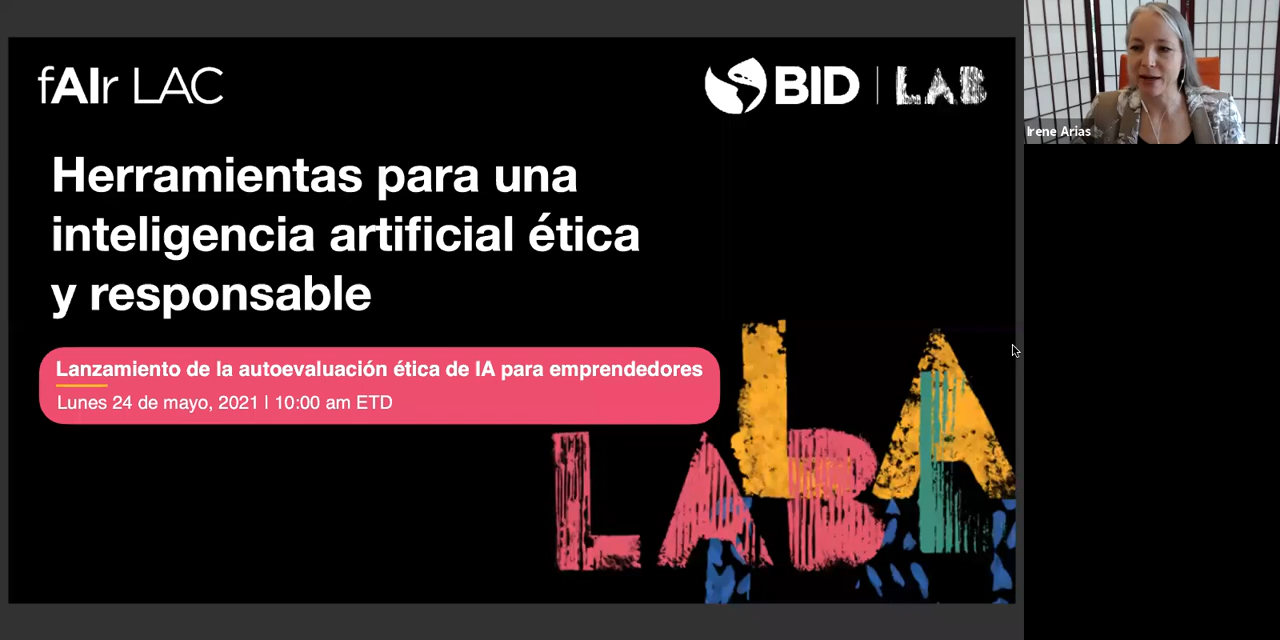 fAIr LAC
BID | LAB
Herramientas para una
inteligencia artificial ética
y responsable
Lanzamiento de la autoevaluación ética de IA para emprendedores
Lunes 24 de mayo, 2021 | 10:00 am ETD
LA
LAB
Irene Arias